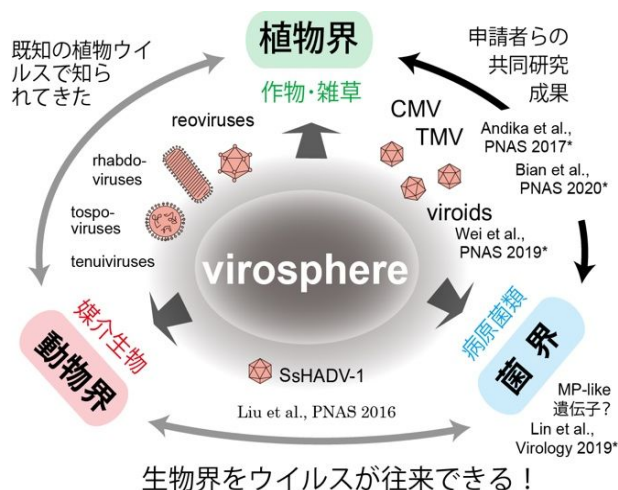 既知の植物ウイ
ルスで知ら
れてきた
植物界
作物・雑草
申請者らの
共同研究
成果
Andika et al.,
PNAS 2017*
Bian et al.,
PNAS 2020*
reoviruses
rhabdo-
viruses
tospo-
viruses
tenuiviruses
CMV
TMV
viroids
Wei et al.,
PNAS 2019*
virosphere
媒介生物
動物界
病原菌類
菌界
SsHADV-1
Liu et al., PNAS 2016
MP-like
遺伝子?
Lin et al.,
Virology 2019*
生物界をウイルスが往来できる!